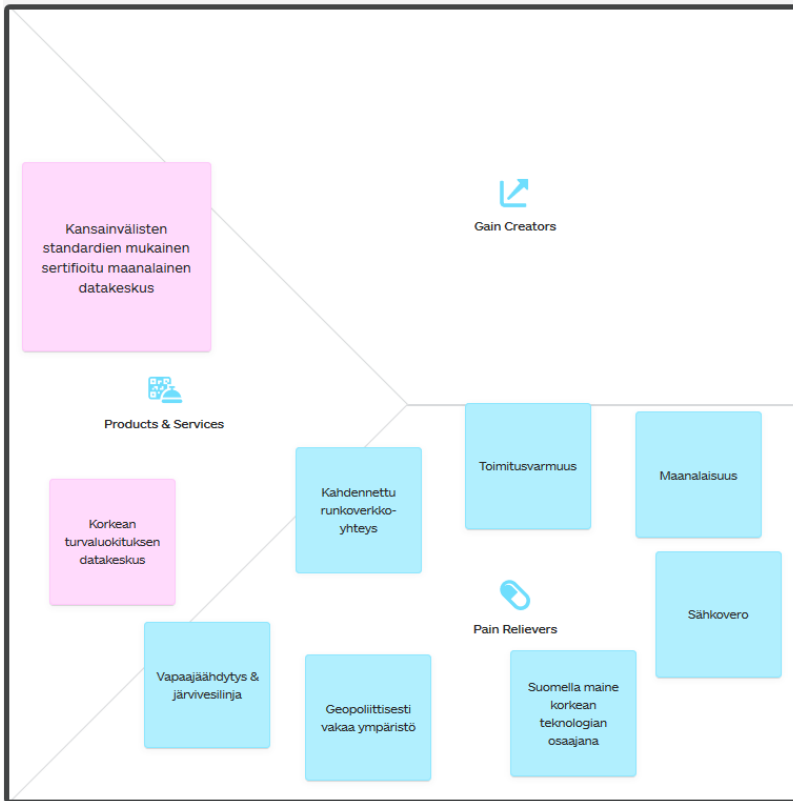 Kansainvälisten
standardien mukainen
sertifioitu maanalainen
datakeskus
Gain Creators
Products & Services
Korkean
turvaluokituksen
datakeskus
Kahdennettu
runkoverkko-
yhteys
Toimitusvarmuus
Maanalaisuus
Pain Relievers
Sähkovero
Vapaajäähdytys &
järvivesilinja
Geopoliittisesti
vakaa ympäristö
Suomella maine
korkean
teknologian
osaajana